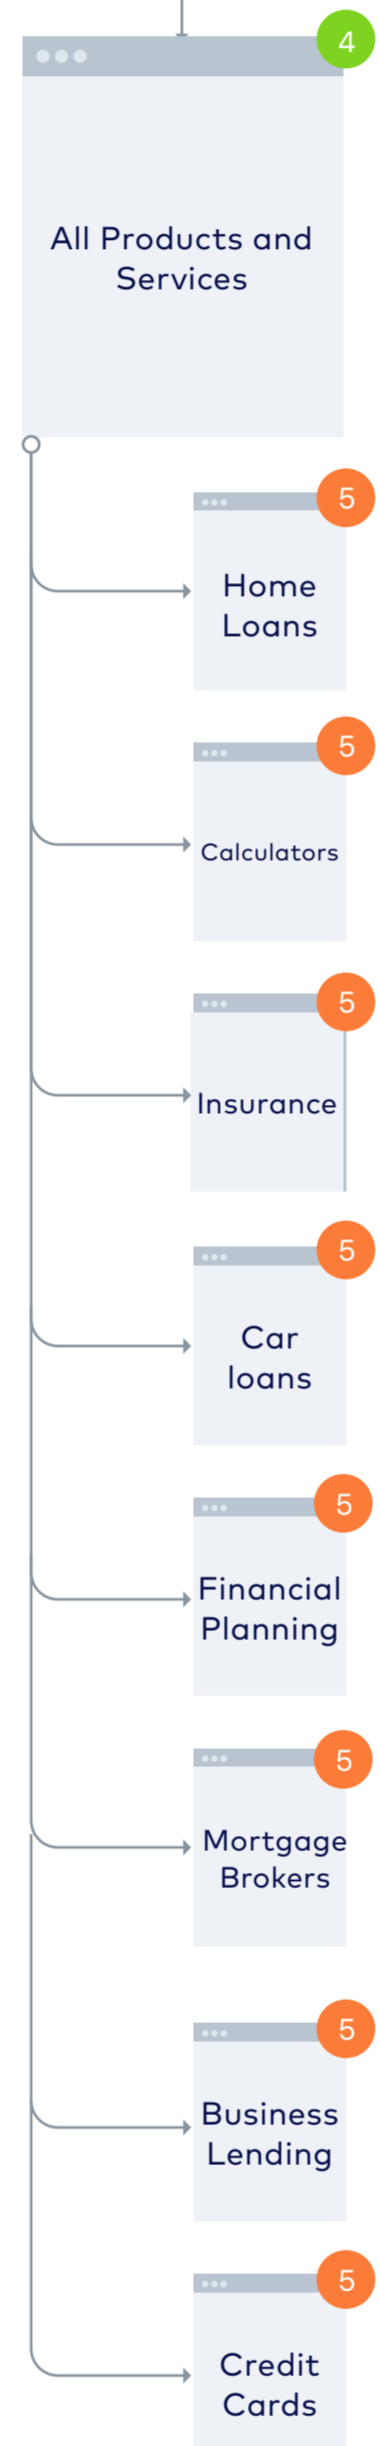 4
All Products and
Services
5
Home
Loans
5
Calculators
5
Insurance
5
Car
loans
5
Financial
Planning
5
Mortgage
Brokers
5
Business
Lending
5
Credit
Cards